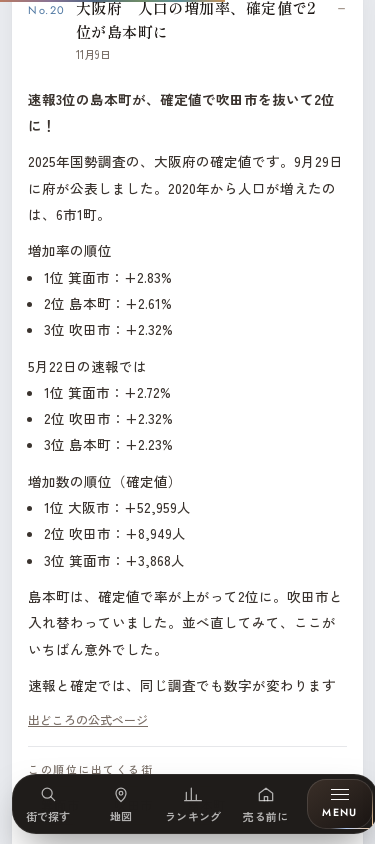 No.20 大阪府　人口の増加率、確定値で2 −
位が島本町に
11月9日
速報3位の島本町が、確定値で吹田市を抜いて2位
に！
2025年国勢調査の、大阪府の確定値です。9月29日
に府が公表しました。2020年から人口が増えたの
は、6市1町。
増加率の順位
• 1位 箕面市：＋2.83%
• 2位 島本町：＋2.61%
• 3位 吹田市：＋2.32%
5月22日の速報では
• 1位 箕面市：＋2.72%
• 2位 吹田市：＋2.32%
• 3位 島本町：＋2.23%
増加数の順位（確定値）
• 1位 大阪市：＋52,959人
• 2位 吹田市：＋8,949人
• 3位 箕面市：＋3,868人
島本町は、確定値で率が上がって2位に。吹田市と
入れ替わっていました。並べ直してみて、ここが
いちばん意外でした。
速報と確定では、同じ調査でも数字が変わります
出どころの公式ページ
この順位に出てくる街
街で探す 地図 ランキング 売る前に MENU